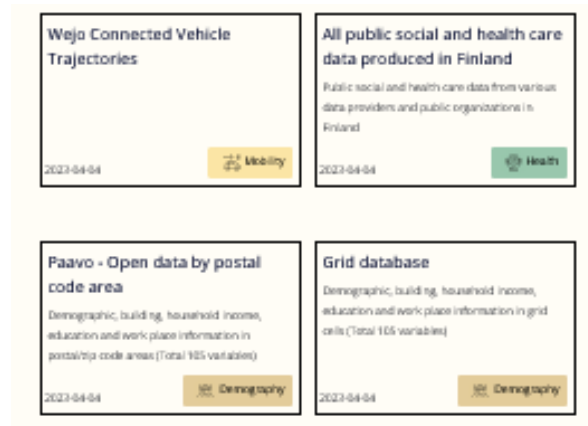 Wejo Connected Vehicle
Trajectories
2023-04-04
Mobility
All public social and health care
data produced in Finland
Public social and health care data from various
data providers and public organizations in
Finland
2023-04-04
Health
Paavo - Open data by postal
code area
Demographic, building, household income,
education and work place information in
postal/zip code areas (Total 105 variables)
2023-04-04
Demography
Grid database
Demographic, building, household income,
education and work place information in grid
cells (Total 105 variables)
2023-04-04
Demography